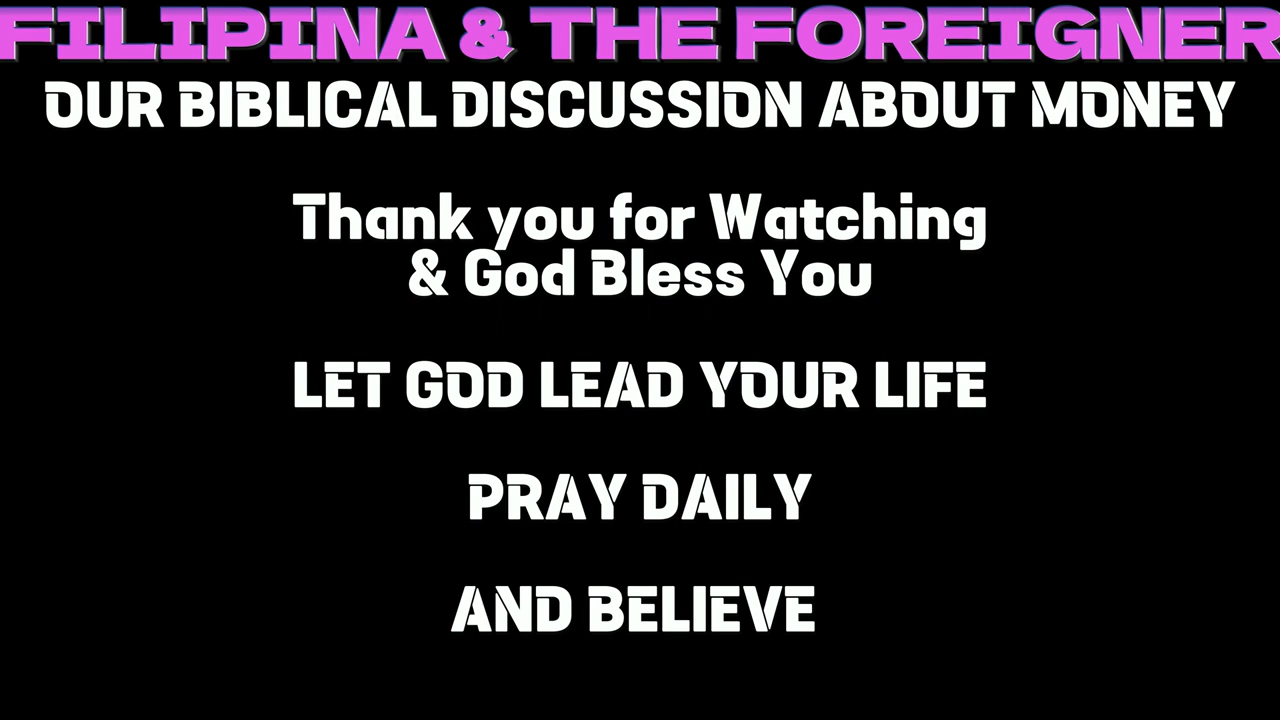 FILIPINA & THE FOREIGNER
OUR BIBLICAL DISCUSSION ABOUT MONEY
Thank you for Watching
& God Bless You
LET GOD LEAD YOUR LIFE
PRAY DAILY
AND BELIEVE